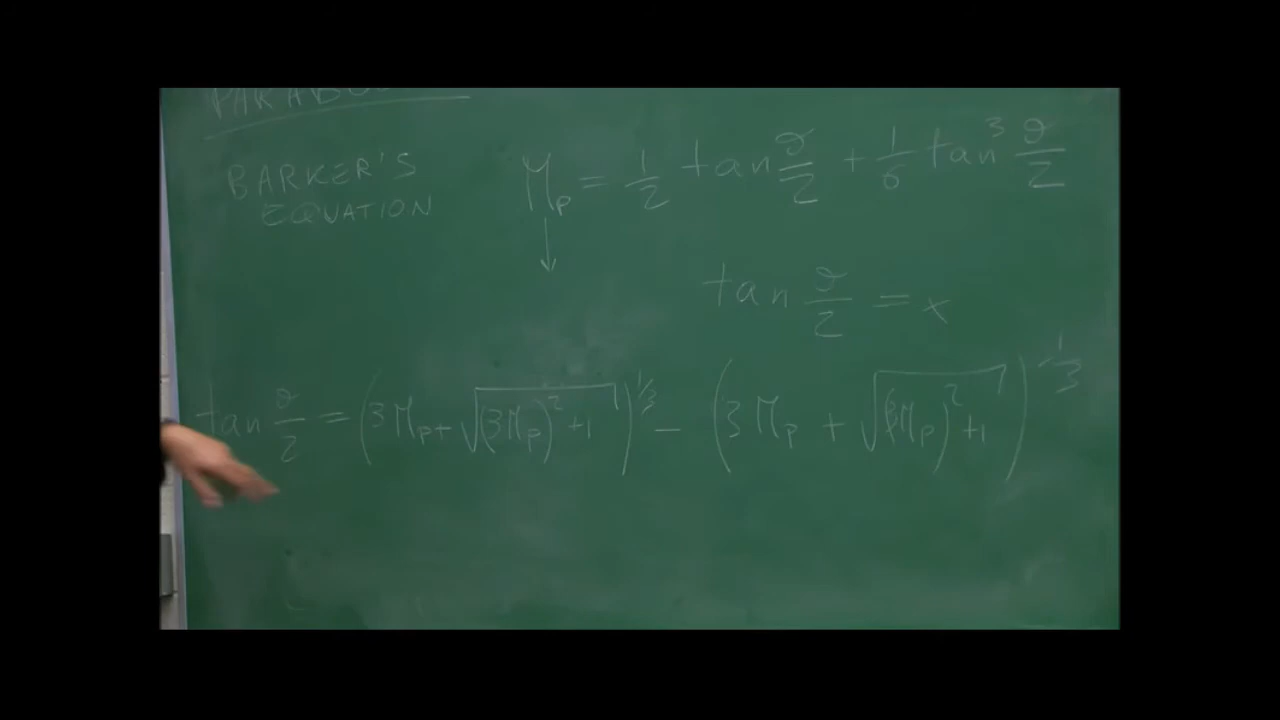 PARABO
BARKER'S
EQUATION
M_p = 1/2 tan θ/2 + 1/6 tan³ θ/2
tan θ/2 = x
tan θ/2 = (3M_p + √((3M_p)² + 1))^(1/3) − (3M_p + √((3M_p)² + 1))^(-1/3)